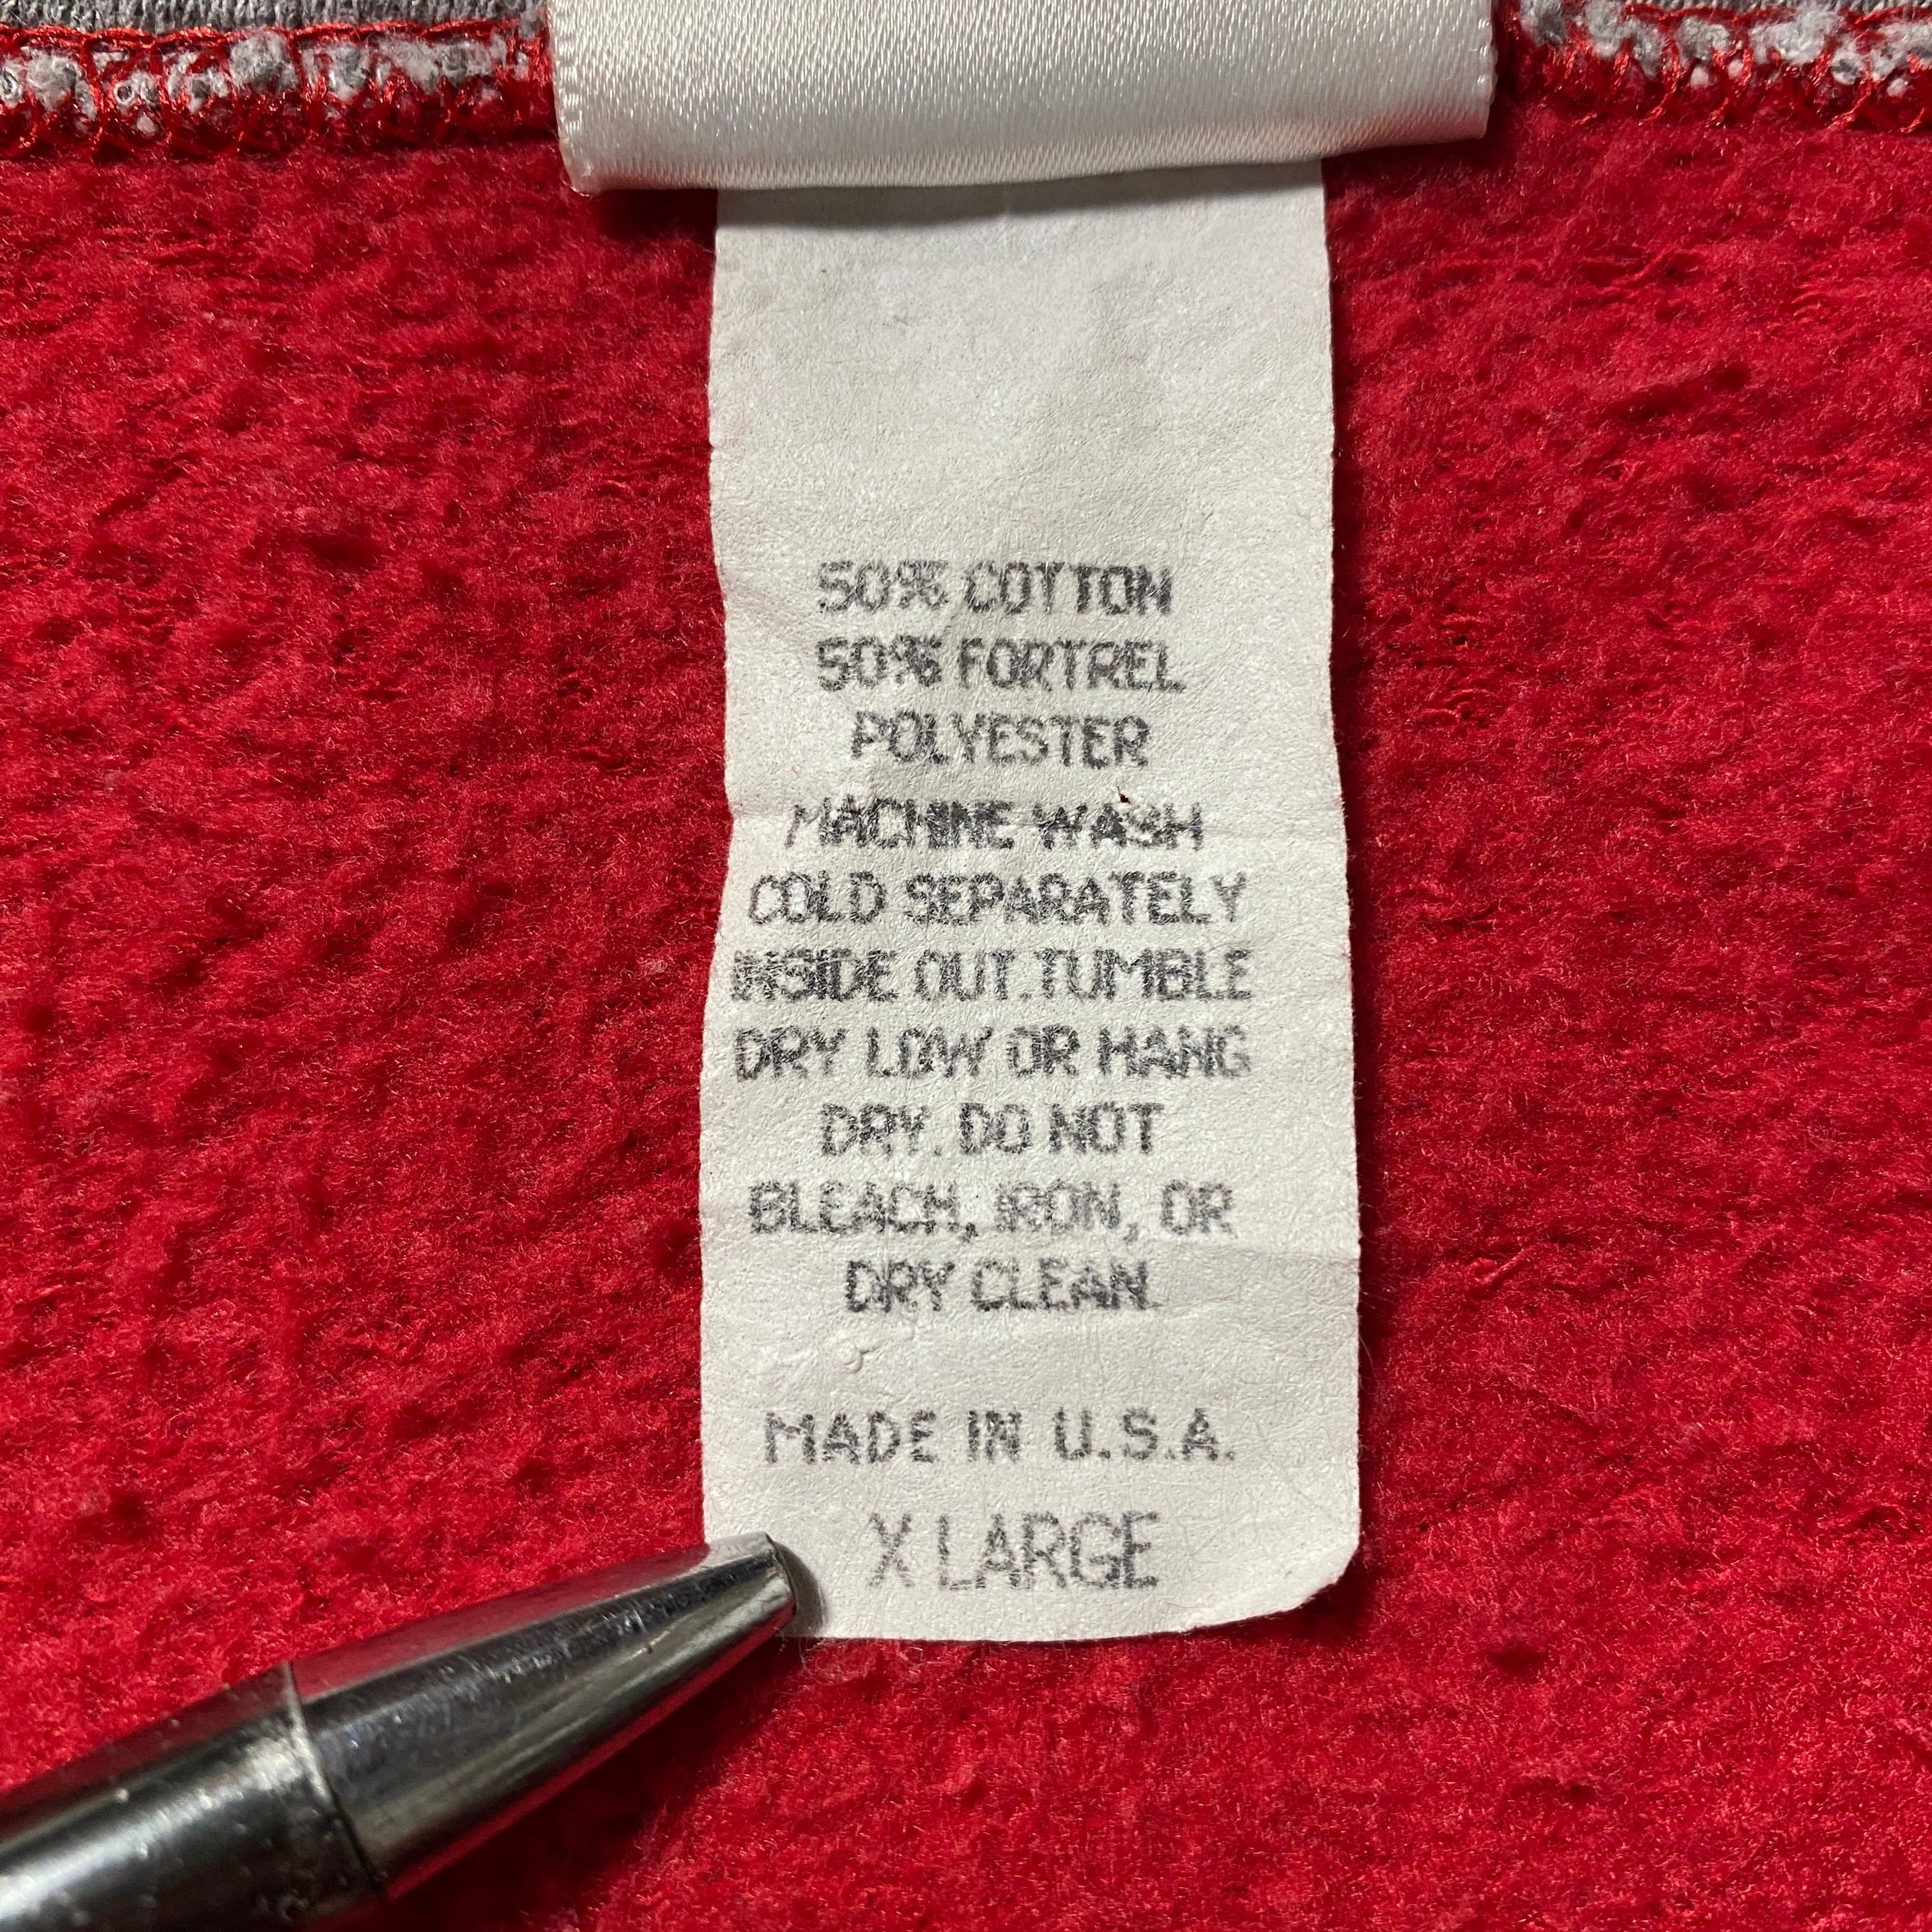 50% COTTON
50% FORTREL
POLYESTER
MACHINE WASH
COLD SEPARATELY
INSIDE OUT. TUMBLE
DRY LOW OR HANG
DRY. DO NOT
BLEACH, IRON, OR
DRY CLEAN.
MADE IN U.S.A.
X LARGE